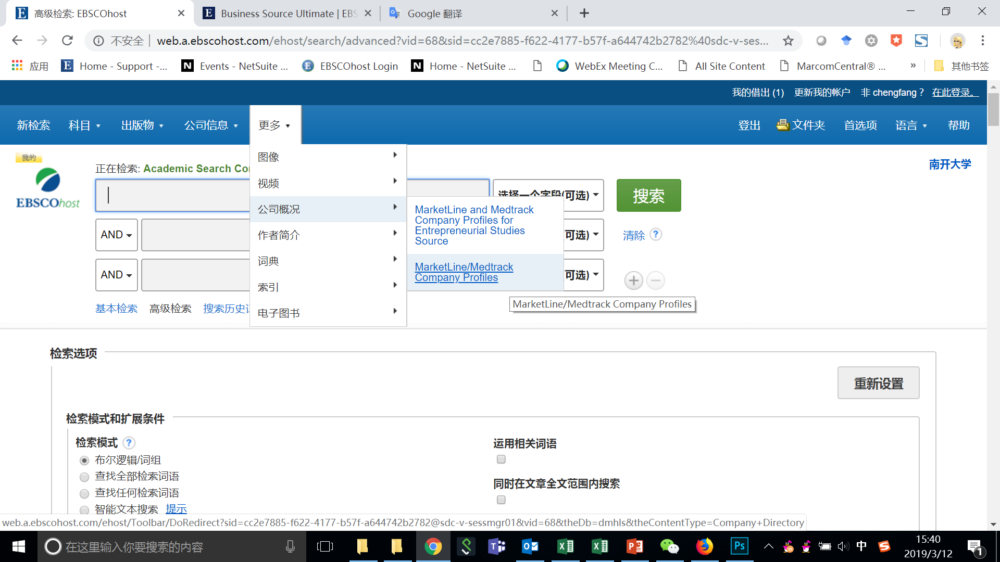 高级检索: EBSCOhost
Business Source Ultimate | EBS
Google 翻译
不安全
web.a.ebscohost.com/ehost/search/advanced?vid=68&sid=cc2e7885-f622-4177-b57f-a644742b2782%40sdc-v-ses...
应用
Home - Support -...
Events - NetSuite ...
EBSCOhost Login
Home - NetSuite ...
WebEx Meeting C...
All Site Content
MarcomCentral® ...
»
其他书签
我的借出 (1)
更新我的帐户
非 chengfang ?
在此登录。
新检索
科目
出版物
公司信息
更多
登出
文件夹
首选项
语言
帮助
我的
EBSCOhost
正在检索: Academic Search Co
南开大学
选择一个字段(可选)
搜索
AND
可选)
清除
?
AND
可选)
基本检索
高级检索
搜索历史
图像
视频
公司概况
作者简介
词典
索引
电子图书
MarketLine and Medtrack
Company Profiles for
Entrepreneurial Studies
Source
MarketLine/Medtrack
Company Profiles
MarketLine/Medtrack Company Profiles
检索选项
重新设置
检索模式和扩展条件
检索模式
?
布尔逻辑/词组
查找全部检索词语
查找任何检索词语
智能文本搜索
提示
运用相关词语
同时在文章全文范围内搜索
web.a.ebscohost.com/ehost/Toolbar/DoRedirect?sid=cc2e7885-f622-4177-b57f-a644742b2782@sdc-v-sessmgr01&vid=68&theDb=dmhls&theContentType=Company+Directory
在这里输入你要搜索的内容
Ps
中
15:40
2019/3/12
1